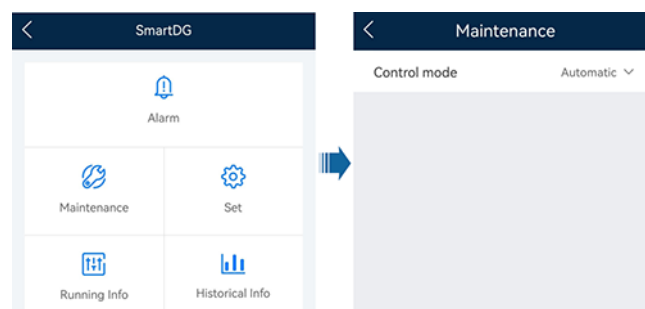 SmartDG
Alarm
Maintenance
Set
Running Info
Historical Info
Maintenance
Control mode
Automatic